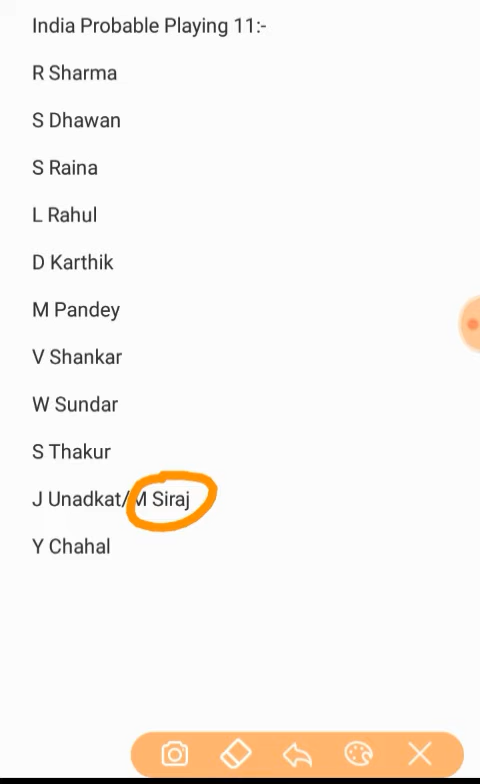 India Probable Playing 11:-
R Sharma
S Dhawan
S Raina
L Rahul
D Karthik
M Pandey
V Shankar
W Sundar
S Thakur
J Unadkat/M Siraj
Y Chahal